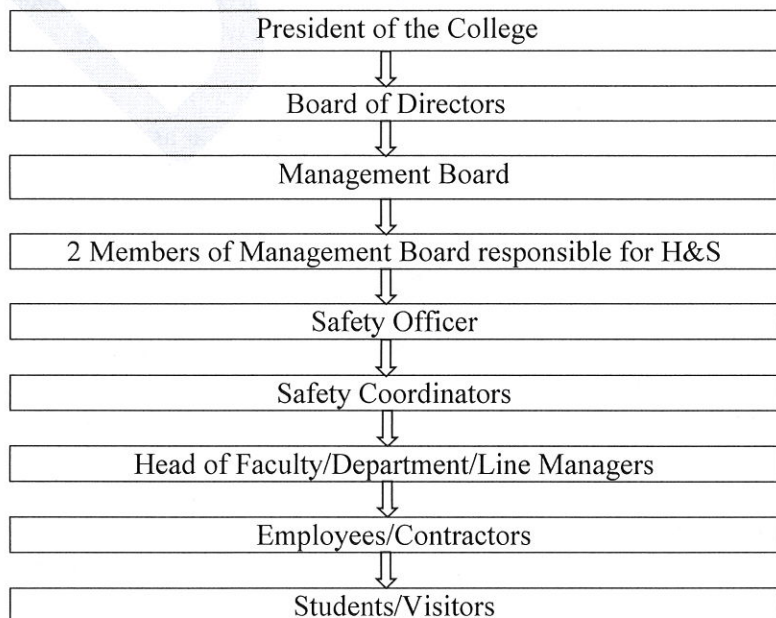 President of the College
Board of Directors
Management Board
2 Members of Management Board responsible for H&S
Safety Officer
Safety Coordinators
Head of Faculty/Department/Line Managers
Employees/Contractors
Students/Visitors